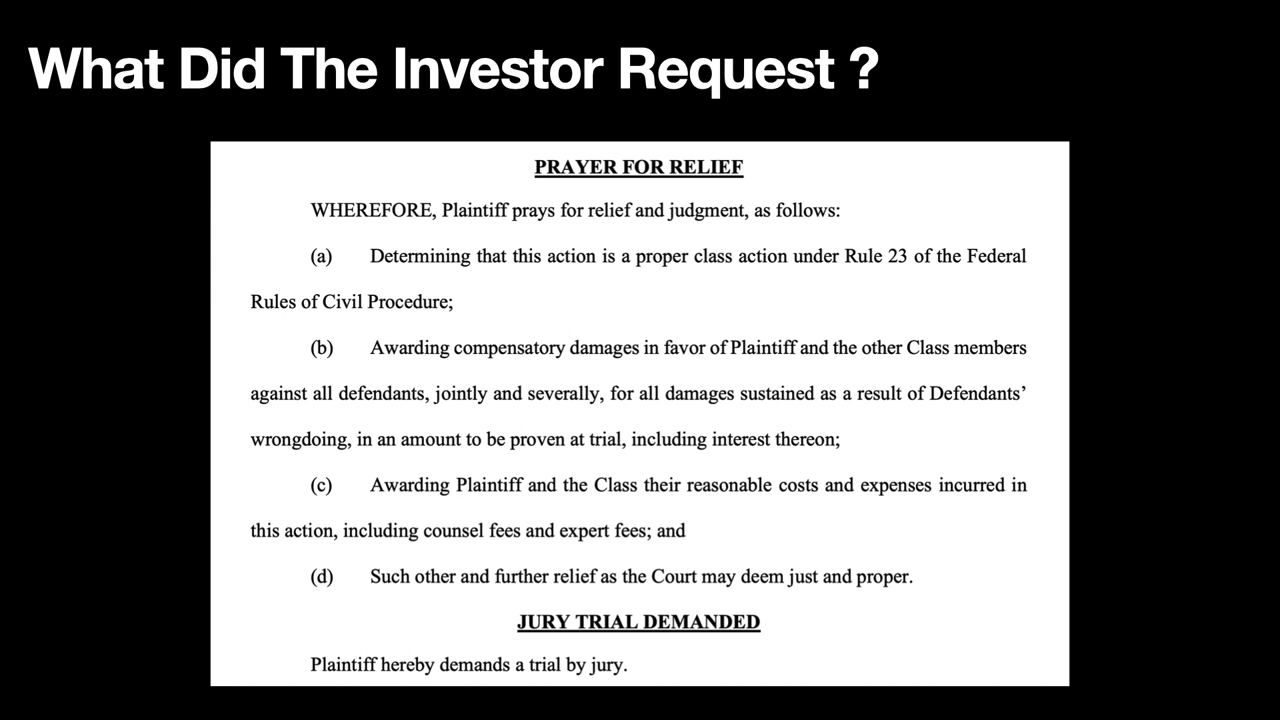 What Did The Investor Request ?
PRAYER FOR RELIEF
WHEREFORE, Plaintiff prays for relief and judgment, as follows:
(a) Determining that this action is a proper class action under Rule 23 of the Federal
Rules of Civil Procedure;
(b) Awarding compensatory damages in favor of Plaintiff and the other Class members
against all defendants, jointly and severally, for all damages sustained as a result of Defendants’
wrongdoing, in an amount to be proven at trial, including interest thereon;
(c) Awarding Plaintiff and the Class their reasonable costs and expenses incurred in
this action, including counsel fees and expert fees; and
(d) Such other and further relief as the Court may deem just and proper.
JURY TRIAL DEMANDED
Plaintiff hereby demands a trial by jury.